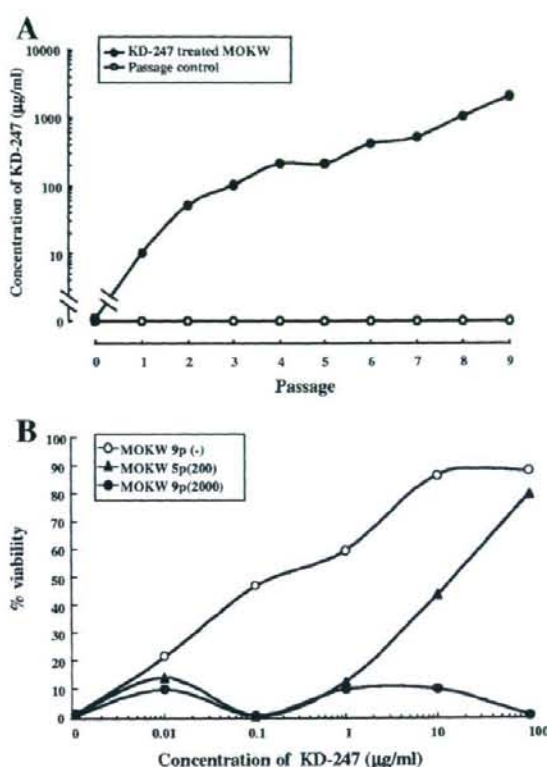 A
KD-247 treated MOKW
Passage control
Concentration of KD-247 (µg/ml)
10000
1000
100
10
0
0 1 2 3 4 5 6 7 8 9
Passage
B
MOKW 9p (-)
MOKW 5p(200)
MOKW 9p(2000)
% viability
100
90
80
70
60
50
40
30
20
10
0
0 0.01 0.1 1 10 100
Concentration of KD-247 (µg/ml)